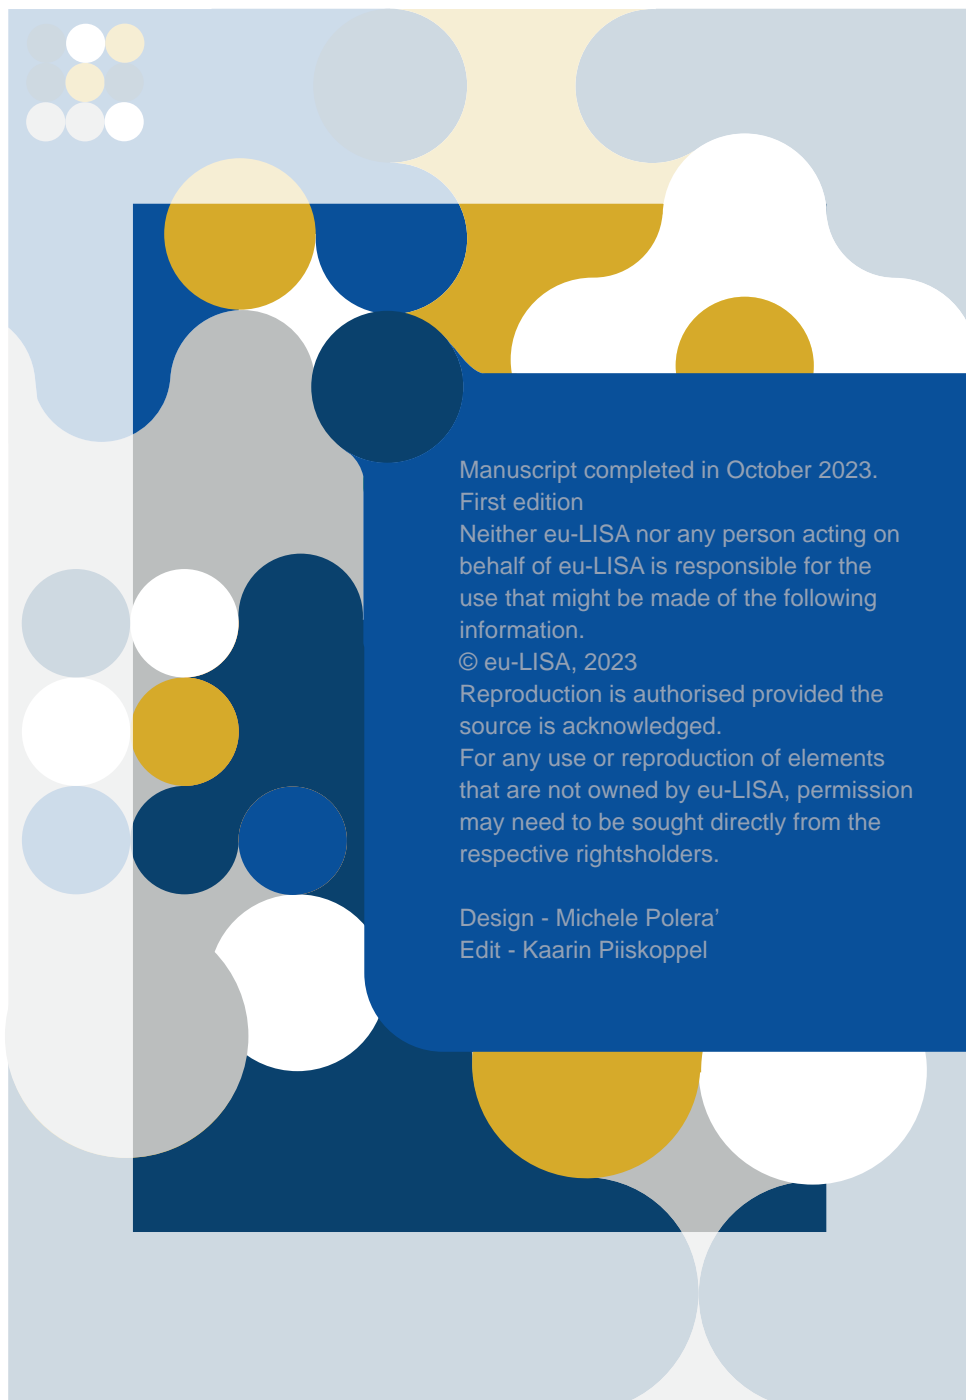 Manuscript completed in October 2023.
First edition
Neither eu-LISA nor any person acting on
behalf of eu-LISA is responsible for the
use that might be made of the following
information.
© eu-LISA, 2023
Reproduction is authorised provided the
source is acknowledged.
For any use or reproduction of elements
that are not owned by eu-LISA, permission
may need to be sought directly from the
respective rightsholders.
Design - Michele Polera’
Edit - Kaarin Piiskoppel